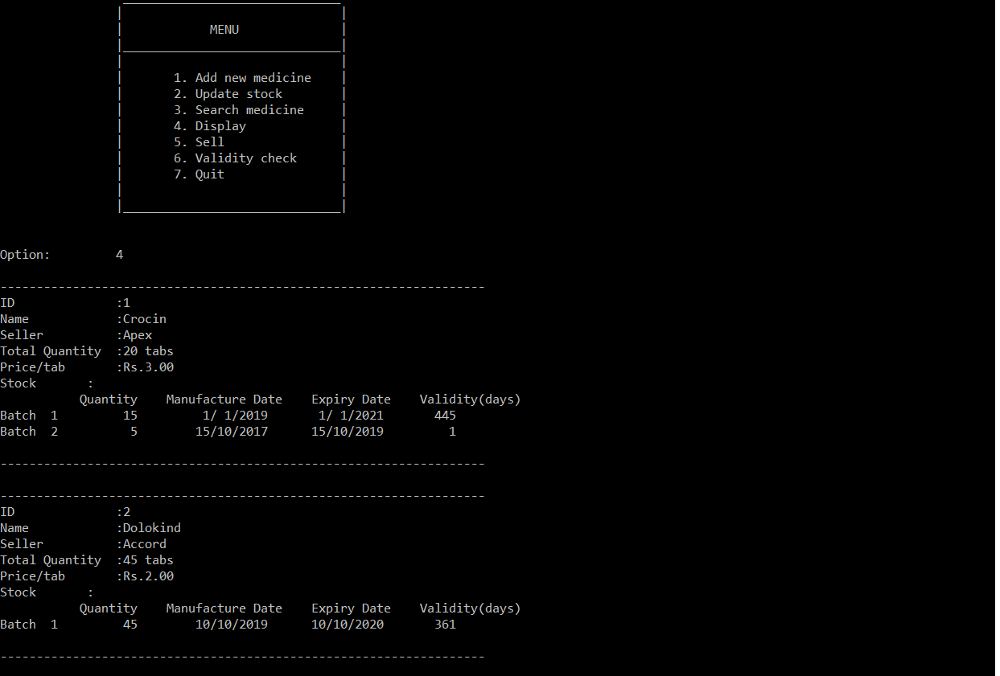 MENU
1. Add new medicine
2. Update stock
3. Search medicine
4. Display
5. Sell
6. Validity check
7. Quit
Option: 4
-------------------------------------------------------------------
ID :1
Name :Crocin
Seller :Apex
Total Quantity :20 tabs
Price/tab :Rs.3.00
Stock :
Quantity Manufacture Date Expiry Date Validity(days)
Batch 1 15 1/ 1/2019 1/ 1/2021 445
Batch 2 5 15/10/2017 15/10/2019 1
-------------------------------------------------------------------
-------------------------------------------------------------------
ID :2
Name :Dolokind
Seller :Accord
Total Quantity :45 tabs
Price/tab :Rs.2.00
Stock :
Quantity Manufacture Date Expiry Date Validity(days)
Batch 1 45 10/10/2019 10/10/2020 361
-------------------------------------------------------------------